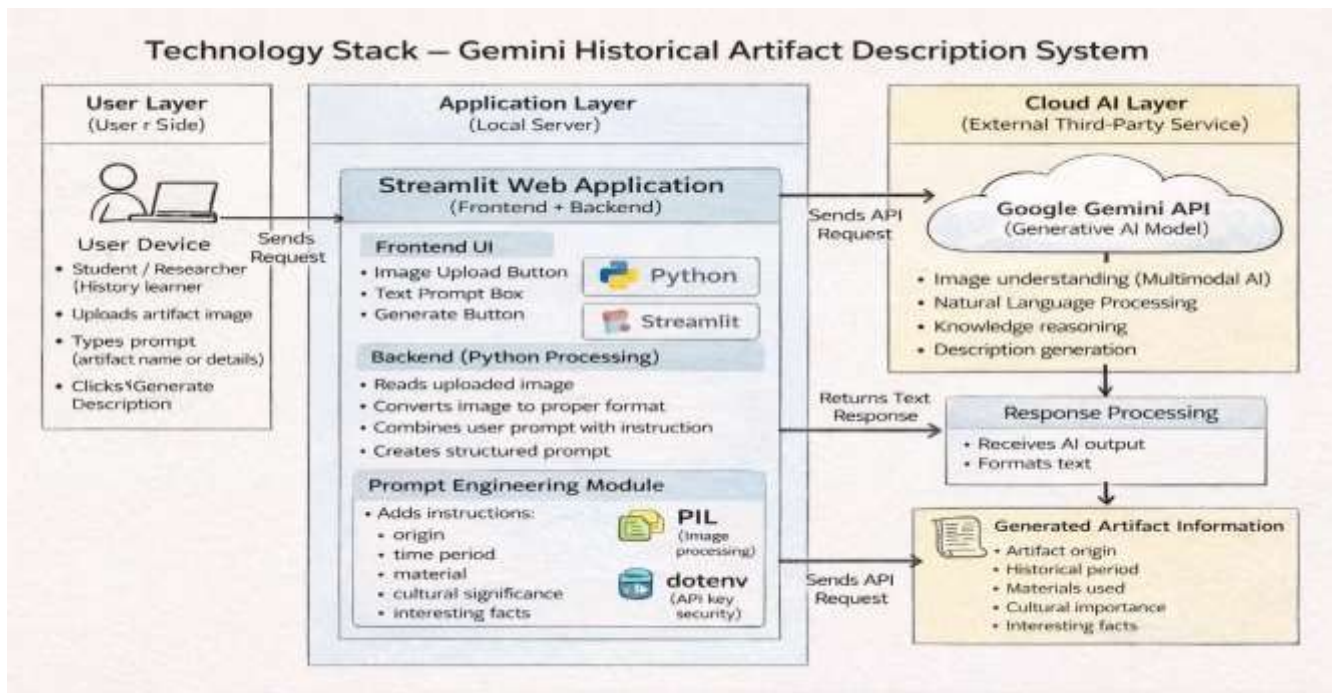 Technology Stack – Gemini Historical Artifact Description System
User Layer
(User r Side)
User Device
• Student / Researcher
(History learner
• Uploads artifact image
• Types prompt
(artifact name or details)
• Clicks Generate
Description
Sends
Request
Application Layer
(Local Server)
Streamlit Web Application
(Frontend + Backend)
Frontend UI
• Image Upload Button
• Text Prompt Box
• Generate Button
Python
Streamlit
Backend (Python Processing)
• Reads uploaded image
• Converts image to proper format
• Combines user prompt with instruction
• Creates structured prompt
Prompt Engineering Module
• Adds instructions:
• origin
• time period
• material
• cultural significance
• interesting facts
PIL
(Image
processing)
dotenv
(API key
security)
Sends API
Request
Returns Text
Response
Sends API
Request
Cloud AI Layer
(External Third-Party Service)
Google Gemini API
(Generative AI Model)
• Image understanding (Multimodal AI)
• Natural Language Processing
• Knowledge reasoning
• Description generation
Response Processing
• Receives AI output
• Formats text
Generated Artifact Information
• Artifact origin
• Historical period
• Materials used
• Cultural importance
• Interesting facts